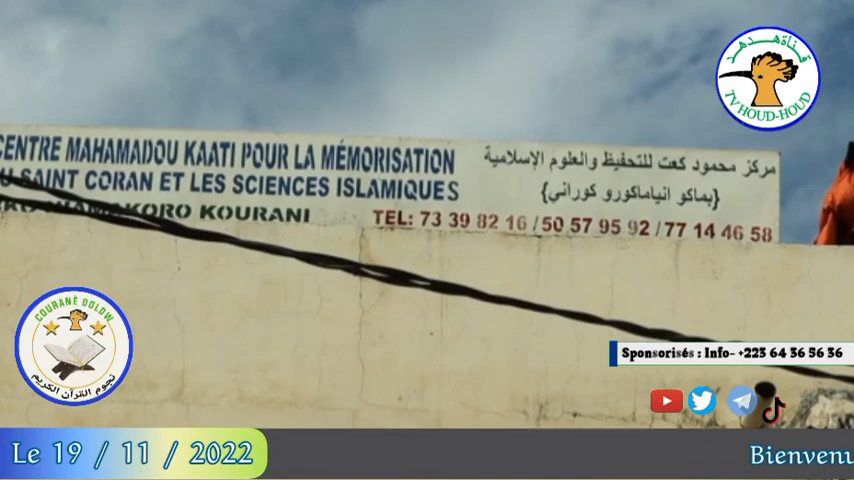 قناة هدهد
TV HOUD-HOUD
CENTRE MAHAMADOU KAATI POUR LA MÉMORISATION
SAINT CORAN ET LES SCIENCES ISLAMIQUES
KOURANI
TEL: 73 39 82 16 / 50 57 95 92 / 77 14 46 58
مركز محمود كعت للتحفيظ والعلوم الإسلامية
{بماكو انياماكورو كوراني}
COURANÈ DOLOW
نجوم القرآن الكريم
Sponsorisés : Info- +223 64 36 56 36
Le 19 / 11 / 2022
Bienvenu